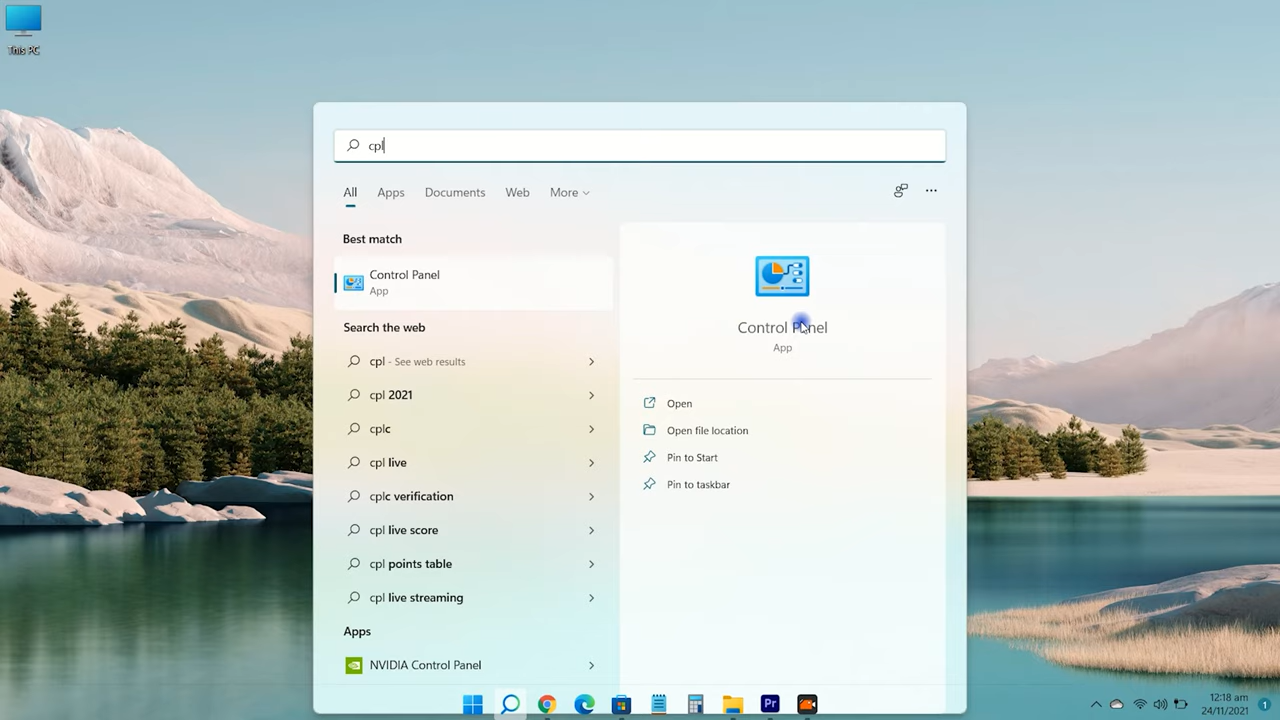 This PC
cpl
All Apps Documents Web More
Best match
Control Panel
App
Search the web
cpl - See web results
cpl 2021
cplc
cpl live
cplc verification
cpl live score
cpl points table
cpl live streaming
Apps
NVIDIA Control Panel
Control Panel
App
Open
Open file location
Pin to Start
Pin to taskbar
Pr
12:18 am
24/11/2021
1